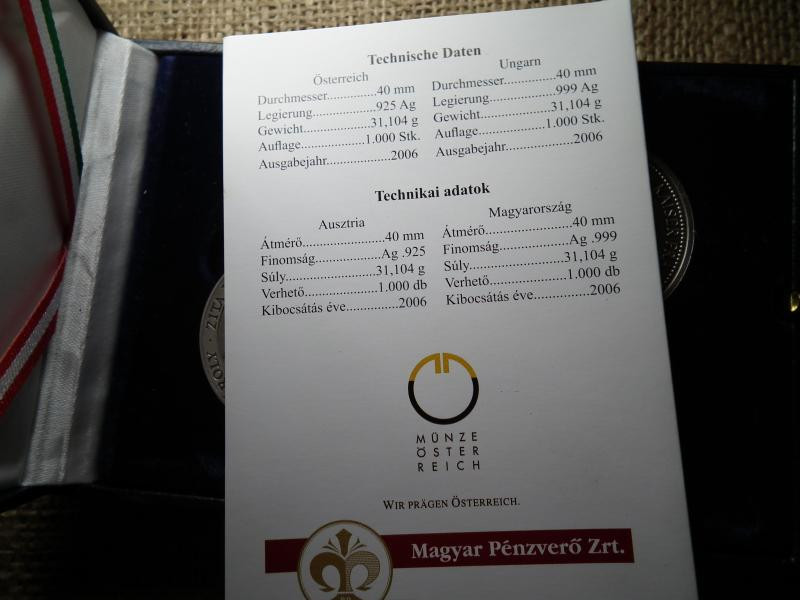 Technische Daten
Österreich
Durchmesser..............40 mm
Legierung..................925 Ag
Gewicht...................31,104 g
Auflage...................1.000 Stk.
Ausgabejahr....................2006
Ungarn
Durchmesser..............40 mm
Legierung..................999 Ag
Gewicht...................31,104 g
Auflage...................1.000 Stk.
Ausgabejahr....................2006
Technikai adatok
Ausztria
Átmérő........................40 mm
Finomság...................Ag .925
Súly..........................31,104 g
Verhető.....................1.000 db
Kibocsátás éve...............2006
Magyarország
Átmérő........................40 mm
Finomság...................Ag .999
Súly..........................31,104 g
Verhető.....................1.000 db
Kibocsátás éve...............2006
MÜNZE
ÖSTER
REICH
WIR PRÄGEN ÖSTERREICH.
Magyar Pénzverő Zrt.
ZITA
KAISER